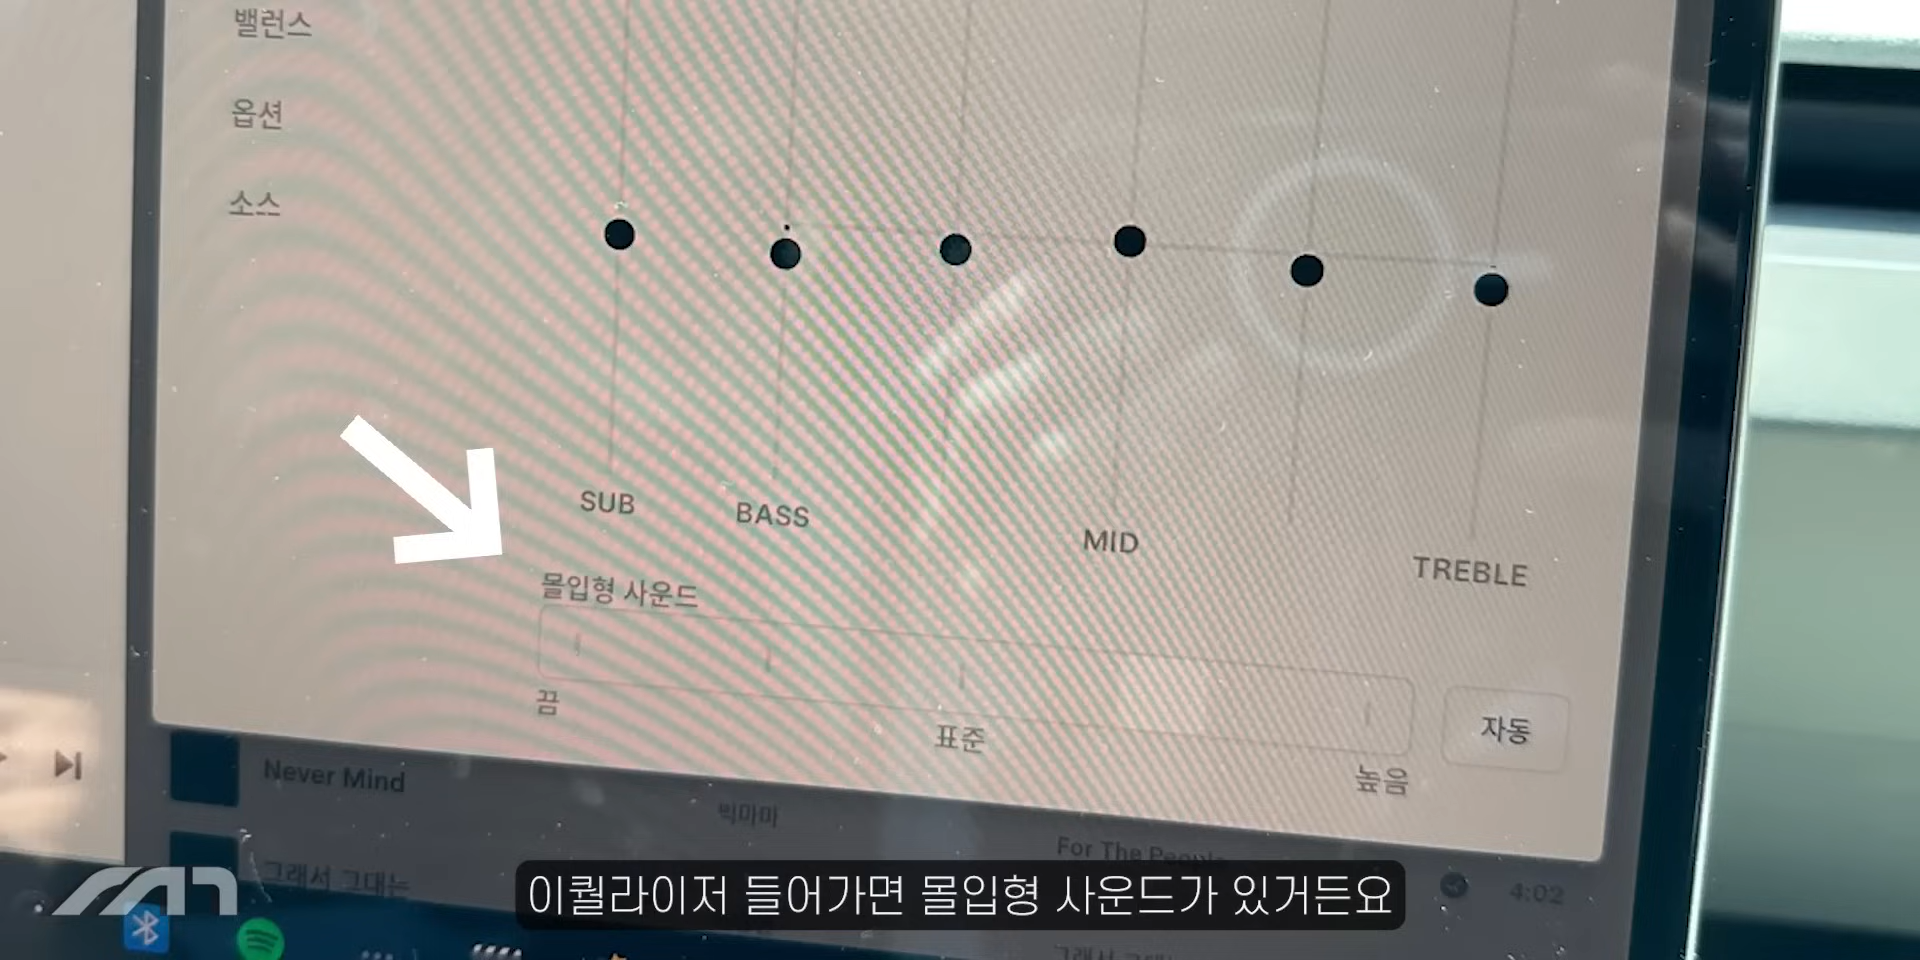 밸런스
옵션
소스
SUB
BASS
MID
TREBLE
몰입형 사운드
끔
표준
높음
자동
Never Mind
빅마마
For The People
그래서 그대는
4:02
이퀄라이저 들어가면 몰입형 사운드가 있거든요